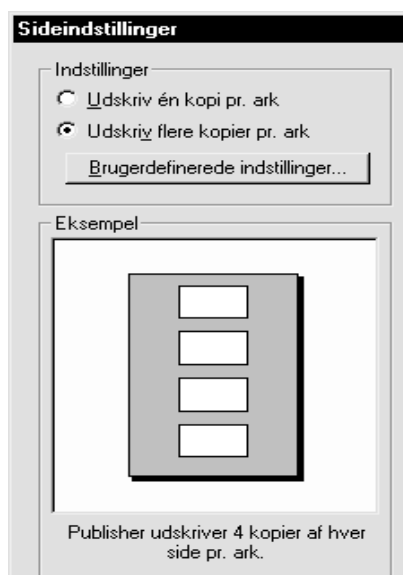 Sideindstillinger
Indstillinger
Udskriv én kopi pr. ark
Udskriv flere kopier pr. ark
Brugerdefinerede indstillinger...
Eksempel
Publisher udskriver 4 kopier af hver
side pr. ark.